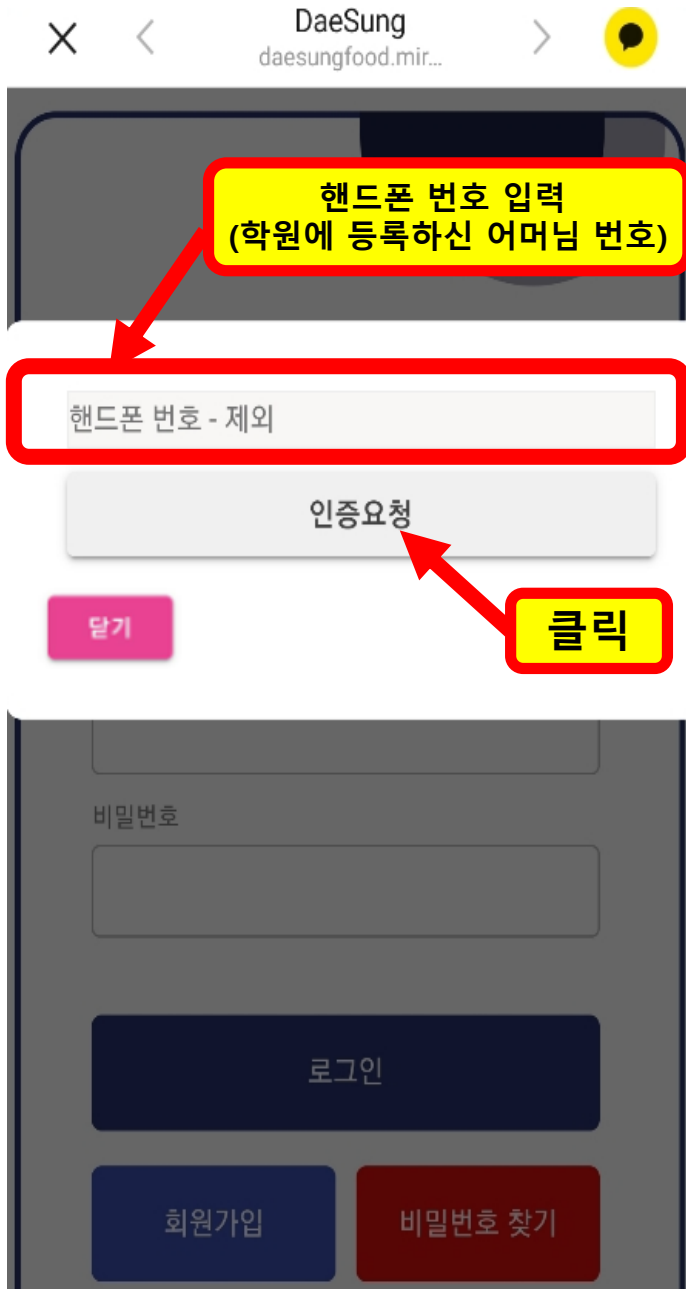 DaeSung
daesungfood.mir...
핸드폰 번호 입력
(학원에 등록하신 어머님 번호)
핸드폰 번호 - 제외
인증요청
클릭
닫기
비밀번호
로그인
회원가입
비밀번호 찾기